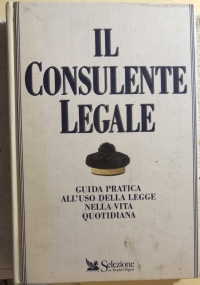 IL
CONSULENTE
LEGALE
GUIDA PRATICA
ALL'USO DELLA LEGGE
NELLA VITA
QUOTIDIANA
Selezione
dal Reader's Digest